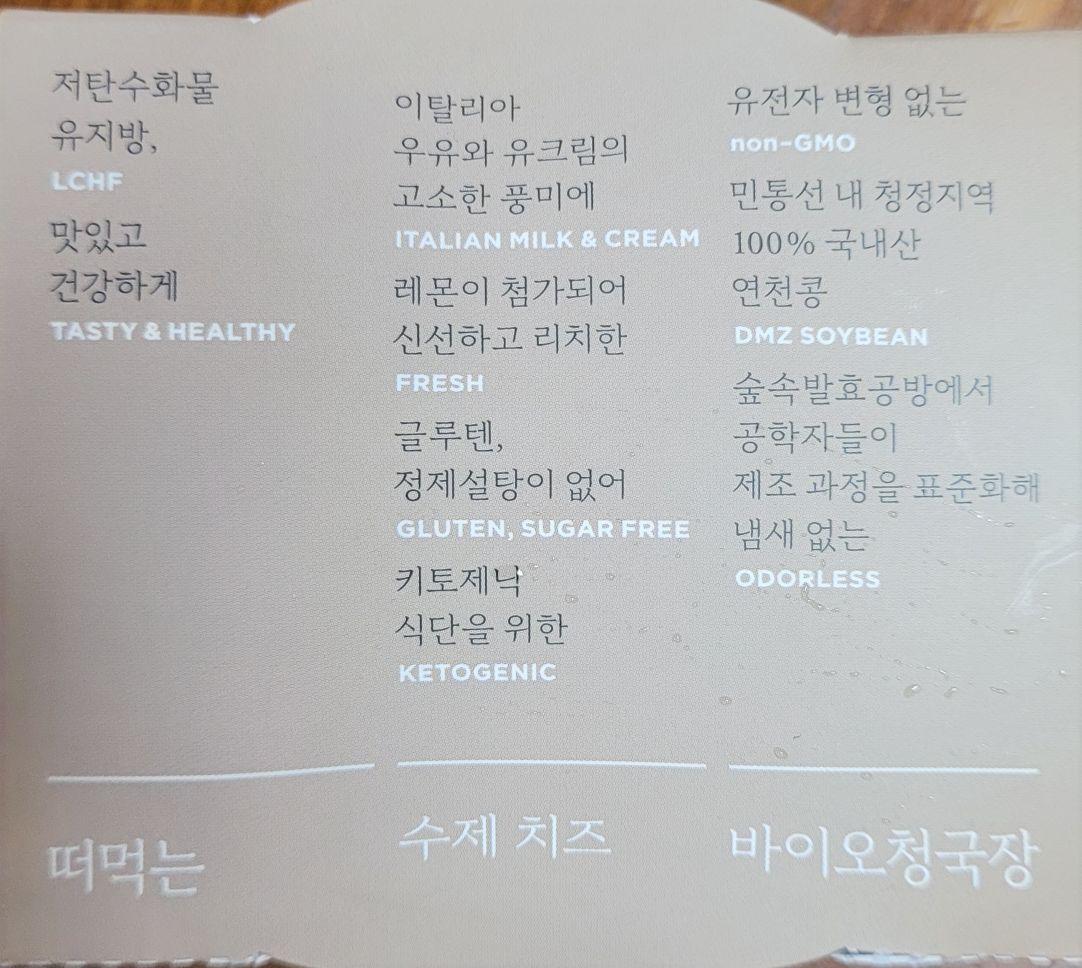 저탄수화물
유지방,
LCHF
맛있고
건강하게
TASTY & HEALTHY
떠먹는
이탈리아
우유와 유크림의
고소한 풍미에
ITALIAN MILK & CREAM
레몬이 첨가되어
신선하고 리치한
FRESH
글루텐,
정제설탕이 없어
GLUTEN, SUGAR FREE
키토제닉
식단을 위한
KETOGENIC
수제 치즈
유전자 변형 없는
non-GMO
민통선 내 청정지역
100% 국내산
연천콩
DMZ SOYBEAN
숲속발효공방에서
공학자들이
제조 과정을 표준화해
냄새 없는
ODORLESS
바이오청국장